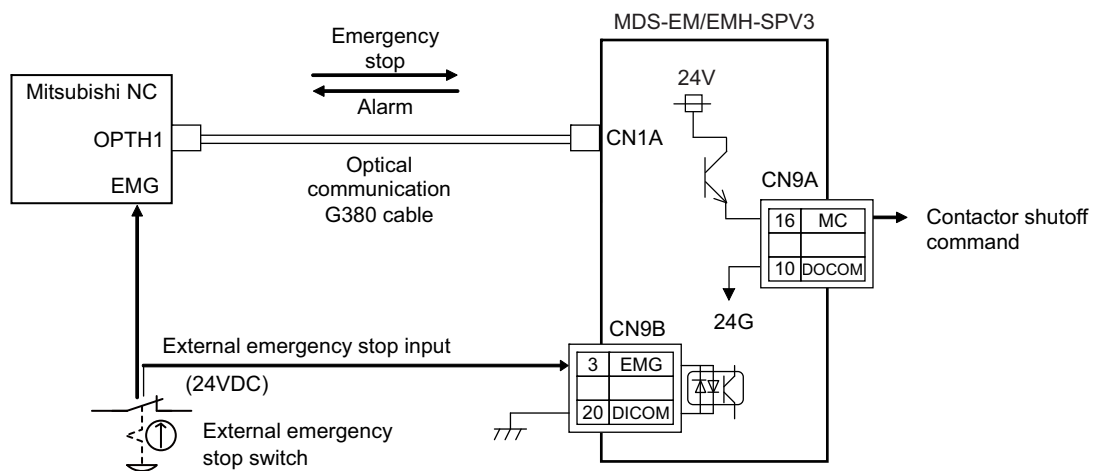 MDS-EM/EMH-SPV3
Emergency
stop
Alarm
Mitsubishi NC
OPTH1
EMG
CN1A
Optical
communication
G380 cable
24V
CN9A
16 MC
10 DOCOM
Contactor shutoff
command
24G
CN9B
External emergency stop input
(24VDC)
3 EMG
20 DICOM
External emergency
stop switch